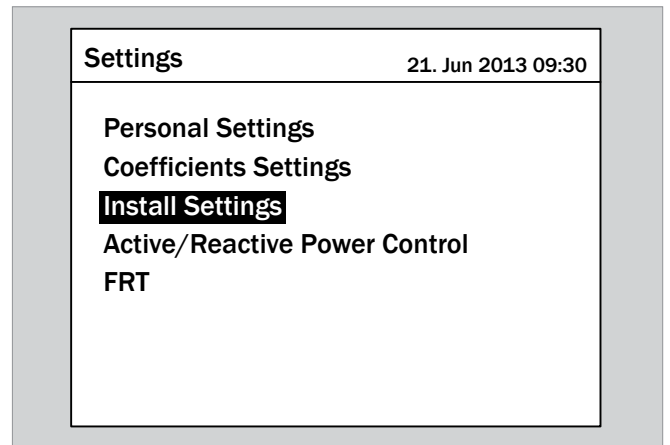 Settings
21. Jun 2013 09:30
Personal Settings
Coefficients Settings
Install Settings
Active/Reactive Power Control
FRT